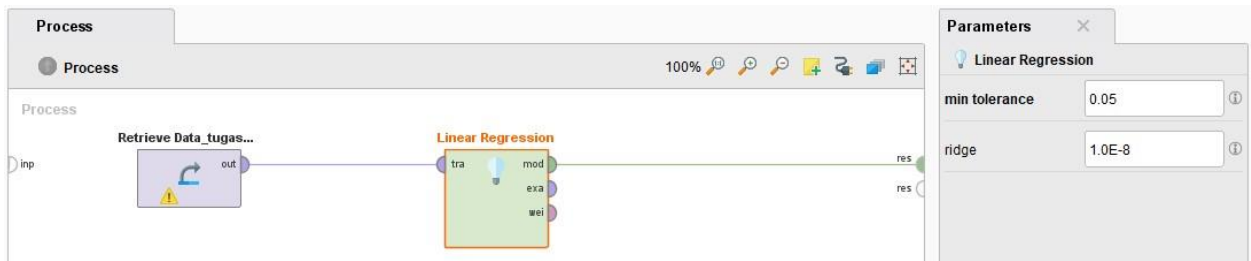 Process
Process
100%
Process
inp
Retrieve Data_tugas...
out
Linear Regression
tra
mod
exa
wei
res
res
Parameters
Linear Regression
min tolerance
0.05
ridge
1.0E-8